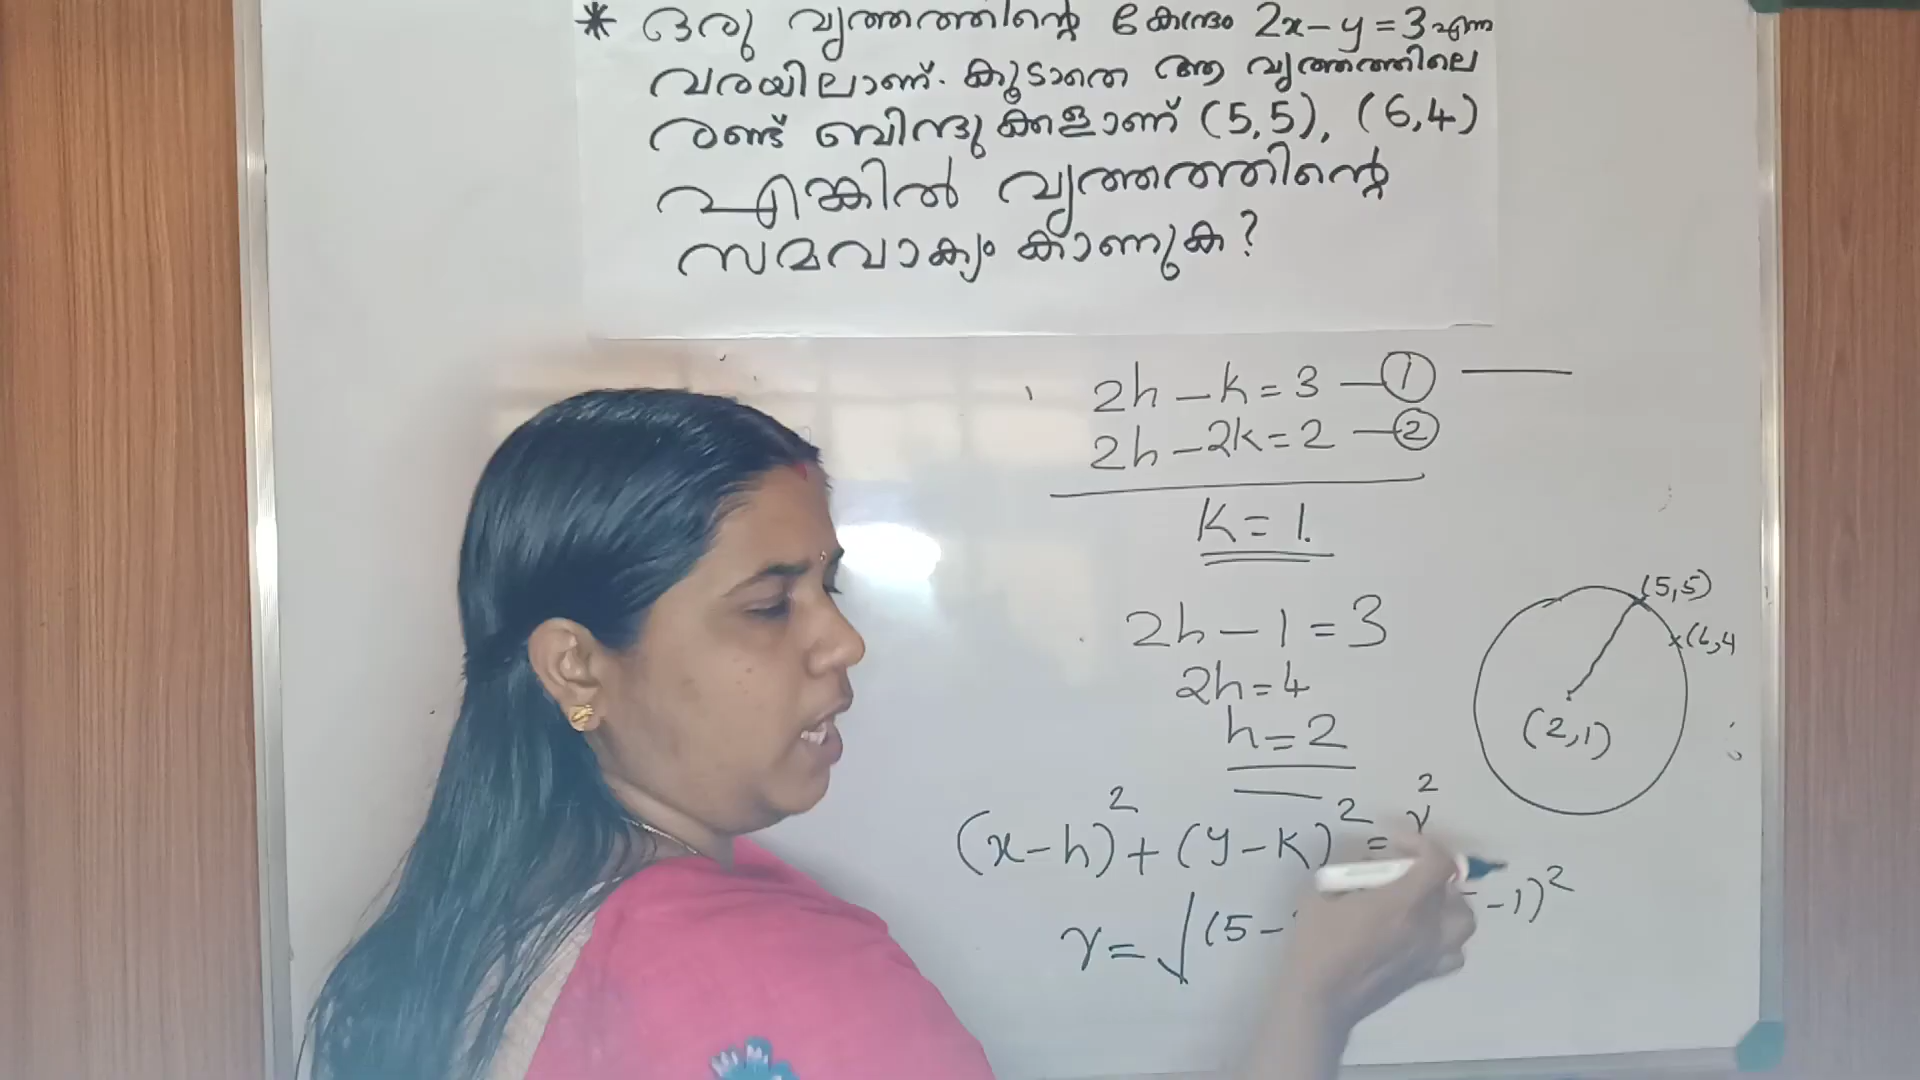 * ഒരു വൃത്തത്തിന്റെ കേന്ദ്രം 2x-y=3 എന്ന
വരയിലാണ്. കൂടാതെ ആ വൃത്തത്തിലെ
രണ്ട് ബിന്ദുക്കളാണ് (5,5), (6,4)
എങ്കിൽ വൃത്തത്തിന്റെ
സമവാക്യം കാണുക?
2h-k=3 —①
2h-2k=2 —②
k=1.
2h-1=3
2h=4
h=2
(5,5)
(6,4
(2,1)
(x-h)²+(y-k)²=r²
r=√(5- -1)²